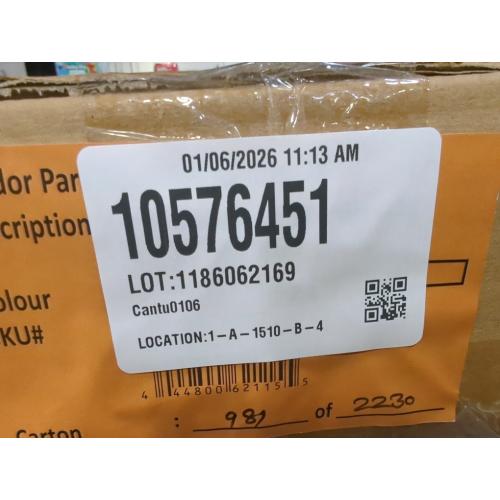 01/06/2026 11:13 AM
10576451
LOT:1186062169
Cantu0106
LOCATION:1-A-1510-B-4
dor Par
cription
olour
KU#
4 44800 62115 5
Carton : 981 of 2230